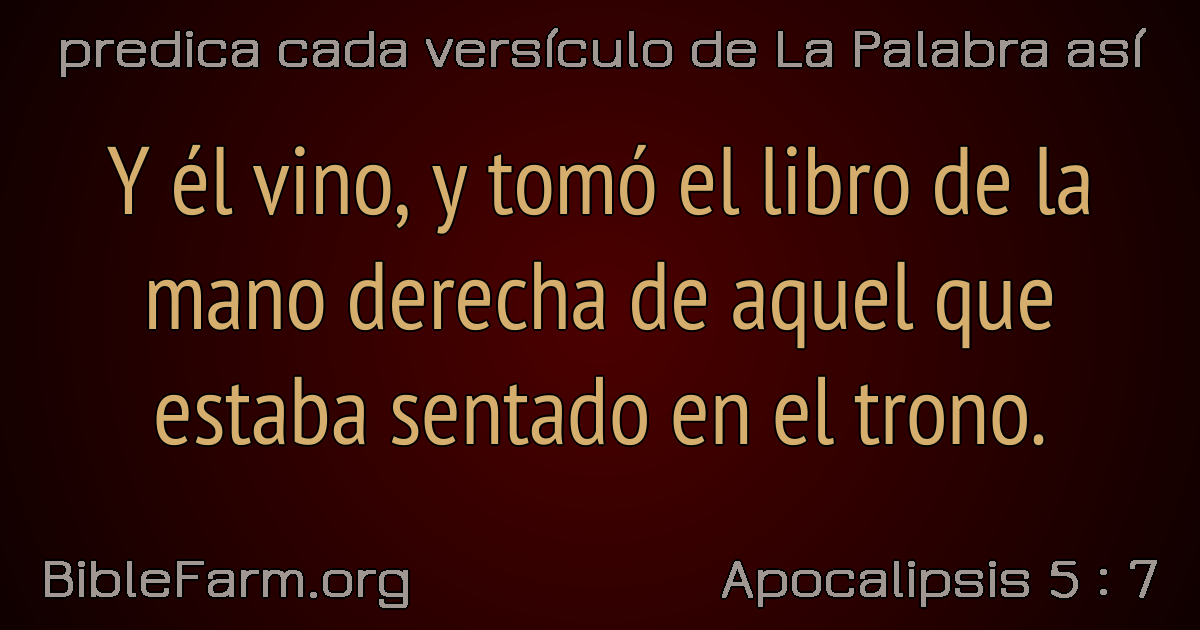 predica cada versículo de La Palabra así
Y él vino, y tomó el libro de la
mano derecha de aquel que
estaba sentado en el trono.
BibleFarm.org
Apocalipsis 5 : 7